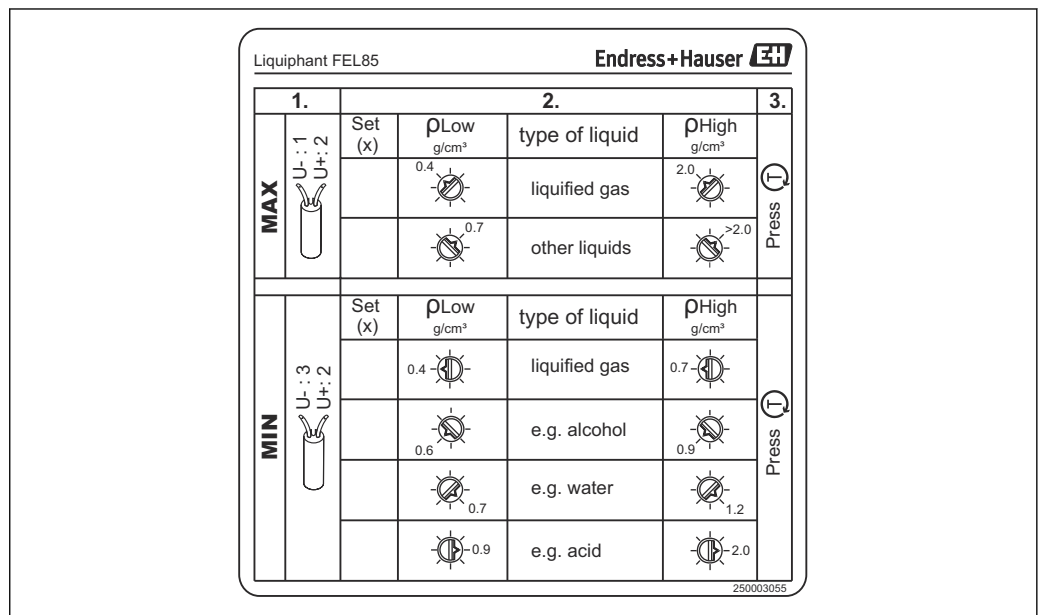 Liquiphant FEL85
Endress+Hauser EH
1. 2. 3.
MAX
U- : 1
U+: 2
Set (x) ρLow g/cm³ type of liquid ρHigh g/cm³
0.4 liquified gas 2.0
0.7 other liquids >2.0
Press T
MIN
U- : 3
U+: 2
Set (x) ρLow g/cm³ type of liquid ρHigh g/cm³
0.4 liquified gas 0.7
0.6 e.g. alcohol 0.9
0.7 e.g. water 1.2
0.9 e.g. acid 2.0
Press T
250003055